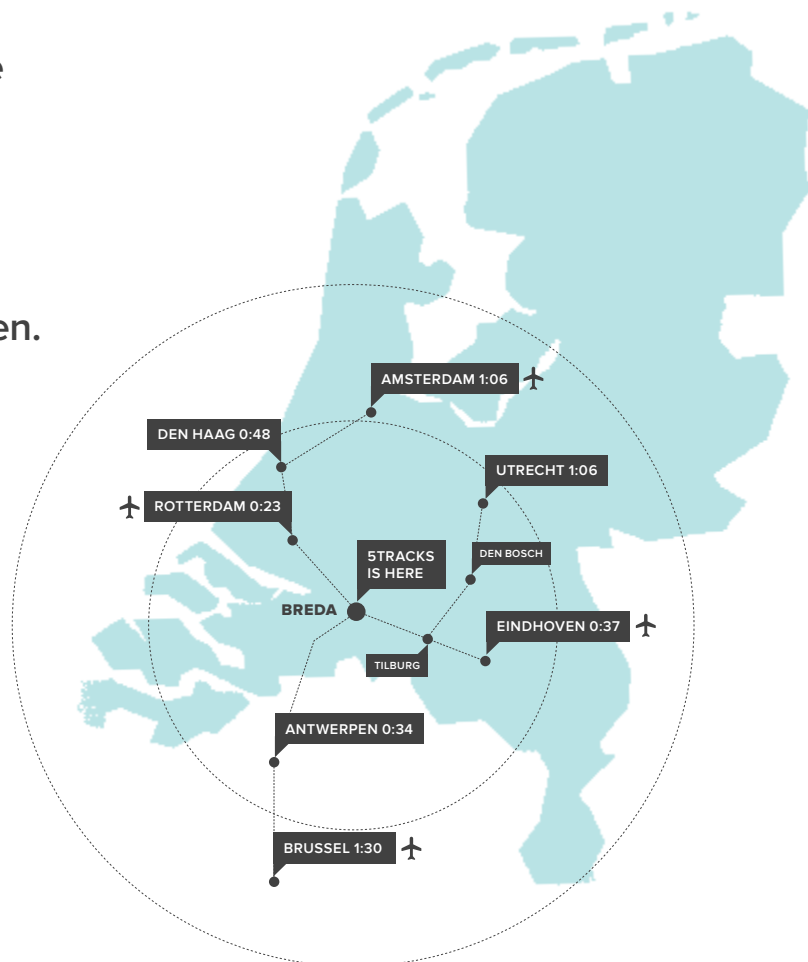 en.
AMSTERDAM 1:06
DEN HAAG 0:48
UTRECHT 1:06
ROTTERDAM 0:23
5TRACKS
IS HERE
DEN BOSCH
BREDA
EINDHOVEN 0:37
TILBURG
ANTWERPEN 0:34
BRUSSEL 1:30